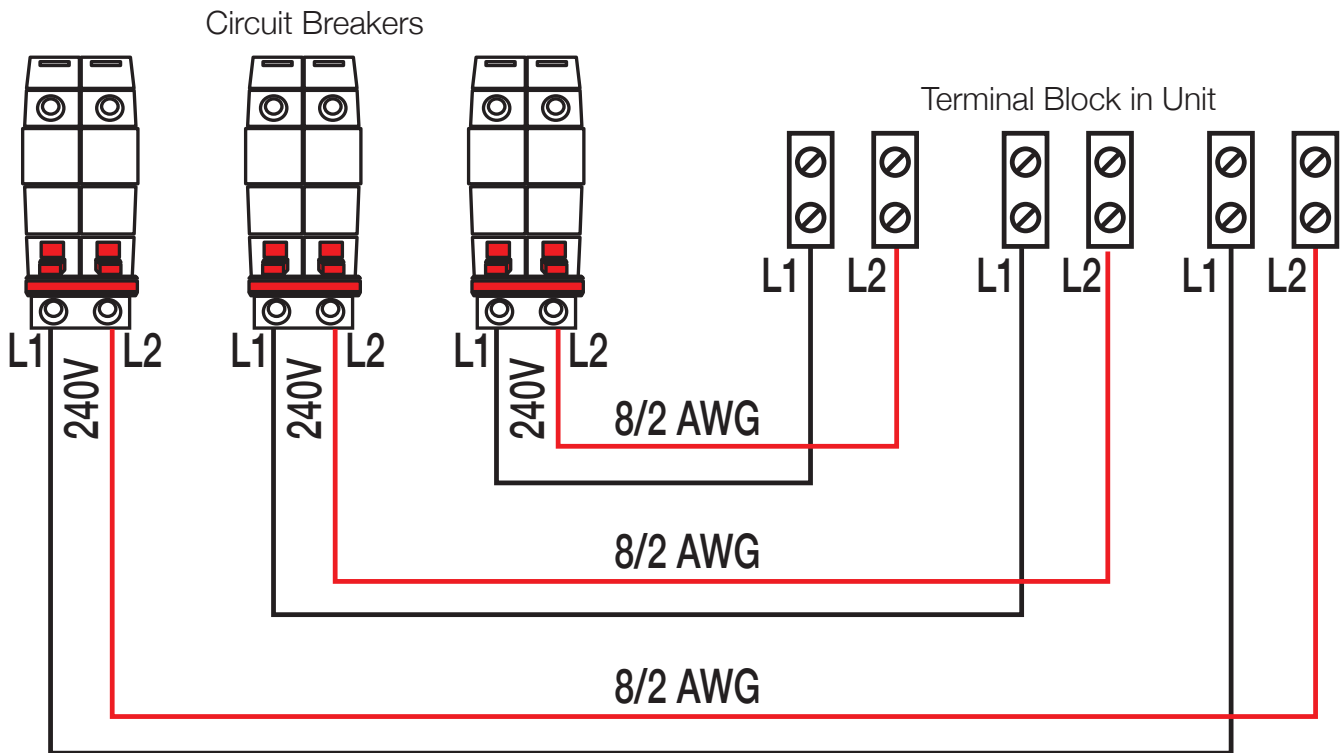 Circuit Breakers
Terminal Block in Unit
L1 L2 L1 L2 L1 L2
L1 240V L2 L1 240V L2 L1 240V L2
8/2 AWG
8/2 AWG
8/2 AWG